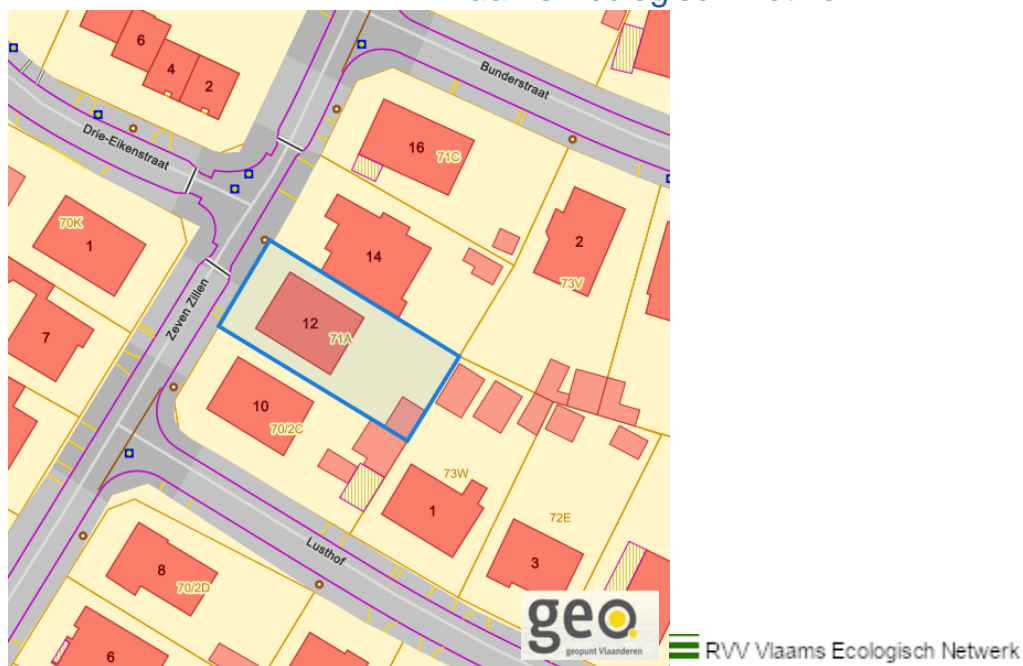 6
4
2
Bunderstraat
Drie-Eikenstraat
16
71C
70K
1
2
14
73V
Zeven Zillen
12
71A
7
10
70/2C
73W
1
72E
3
Lusthof
8
70/2D
6
geo
geopunt Vlaanderen
RVV Vlaams Ecologisch Netwerk